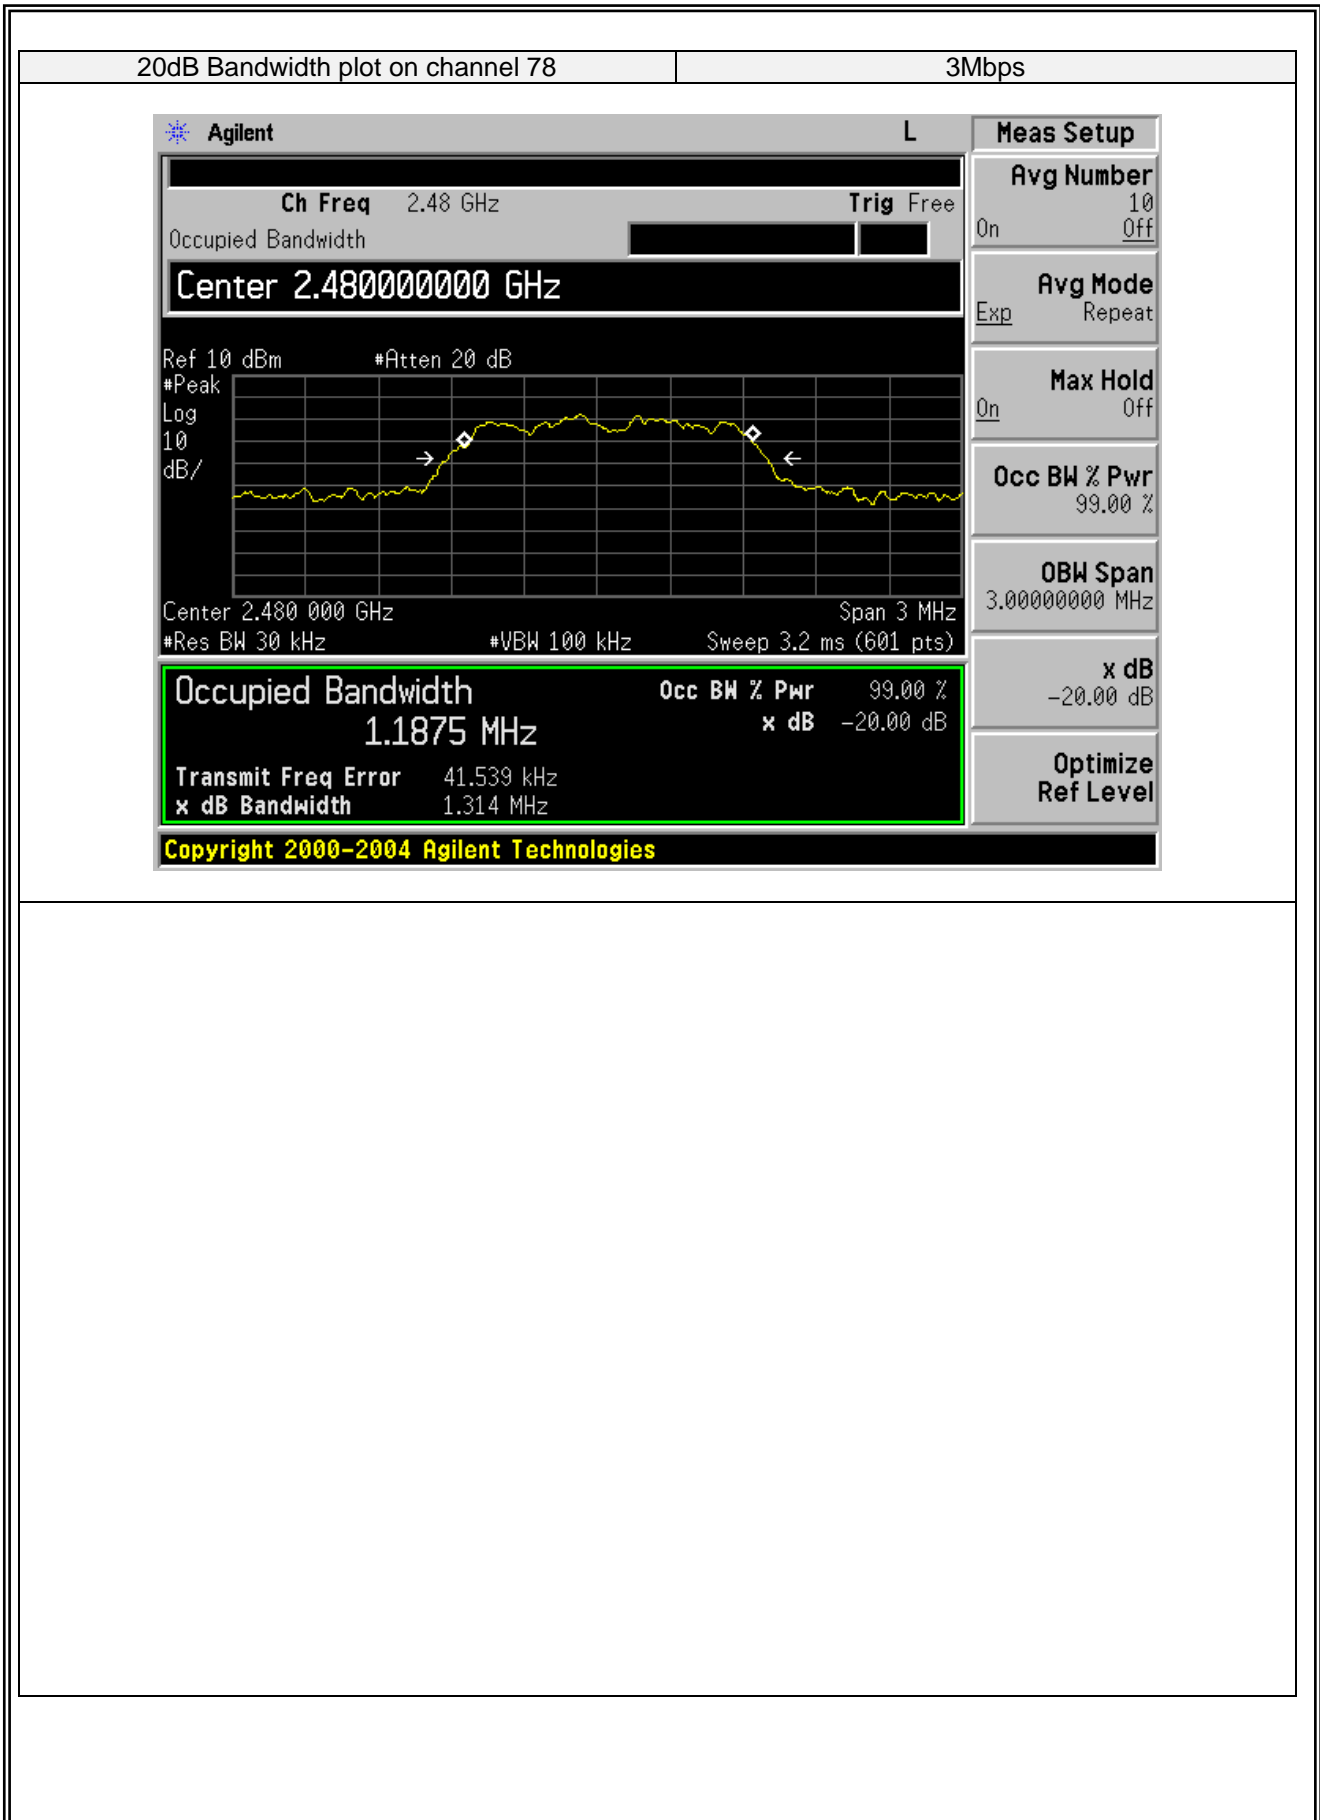 20dB Bandwidth plot on channel 78 3Mbps
Agilent L Meas Setup
Ch Freq 2.48 GHz Trig Free
Occupied Bandwidth
Center 2.480000000 GHz
Ref 10 dBm #Atten 20 dB
#Peak
Log
10
dB/
Center 2.480 000 GHz Span 3 MHz
#Res BW 30 kHz #VBW 100 kHz Sweep 3.2 ms (601 pts)
Occupied Bandwidth Occ BW % Pwr 99.00 %
1.1875 MHz x dB -20.00 dB
Transmit Freq Error 41.539 kHz
x dB Bandwidth 1.314 MHz
Copyright 2000-2004 Agilent Technologies
Avg Number
10
On Off
Avg Mode
Exp Repeat
Max Hold
On Off
Occ BW % Pwr
99.00 %
OBW Span
3.00000000 MHz
x dB
-20.00 dB
Optimize
Ref Level